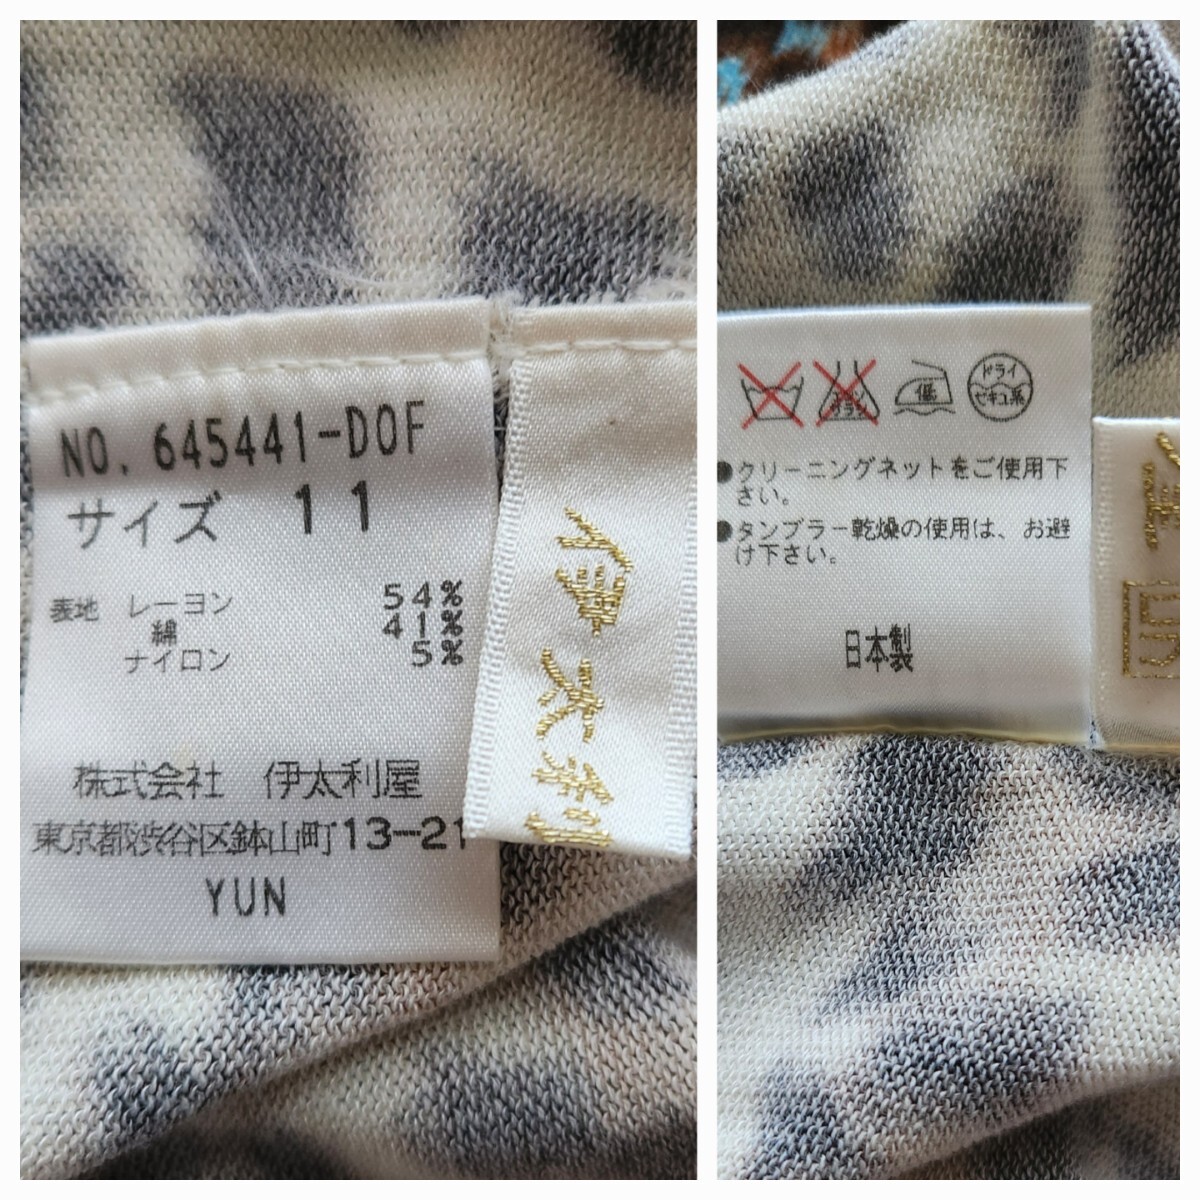 NO. 645441-DOF
サイズ 11
表地 レーヨン 54%
綿 41%
ナイロン 5%
株式会社 伊太利屋
東京都渋谷区鉢山町13-21
YUN
伊太利
低
ドライ
セキユ系
●クリーニングネットをご使用下
さい。
●タンブラー乾燥の使用は、お避
け下さい。
日本製